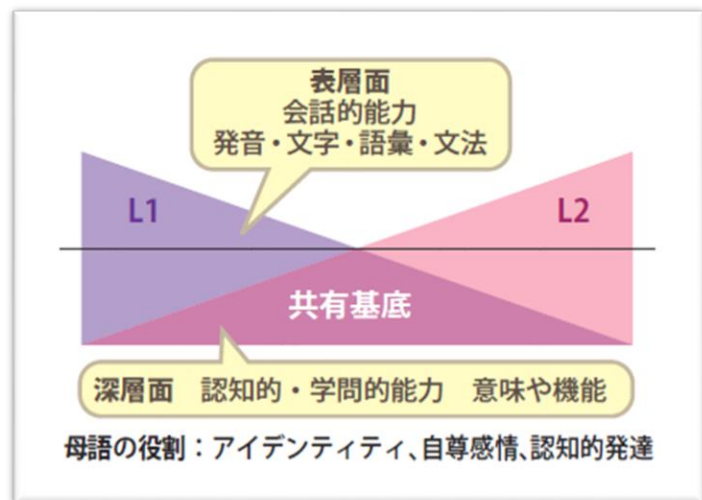 表層面
会話的能力
発音・文字・語彙・文法
L1
L2
共有基底
深層面 認知的・学問的能力 意味や機能
母語の役割：アイデンティティ、自尊感情、認知的発達